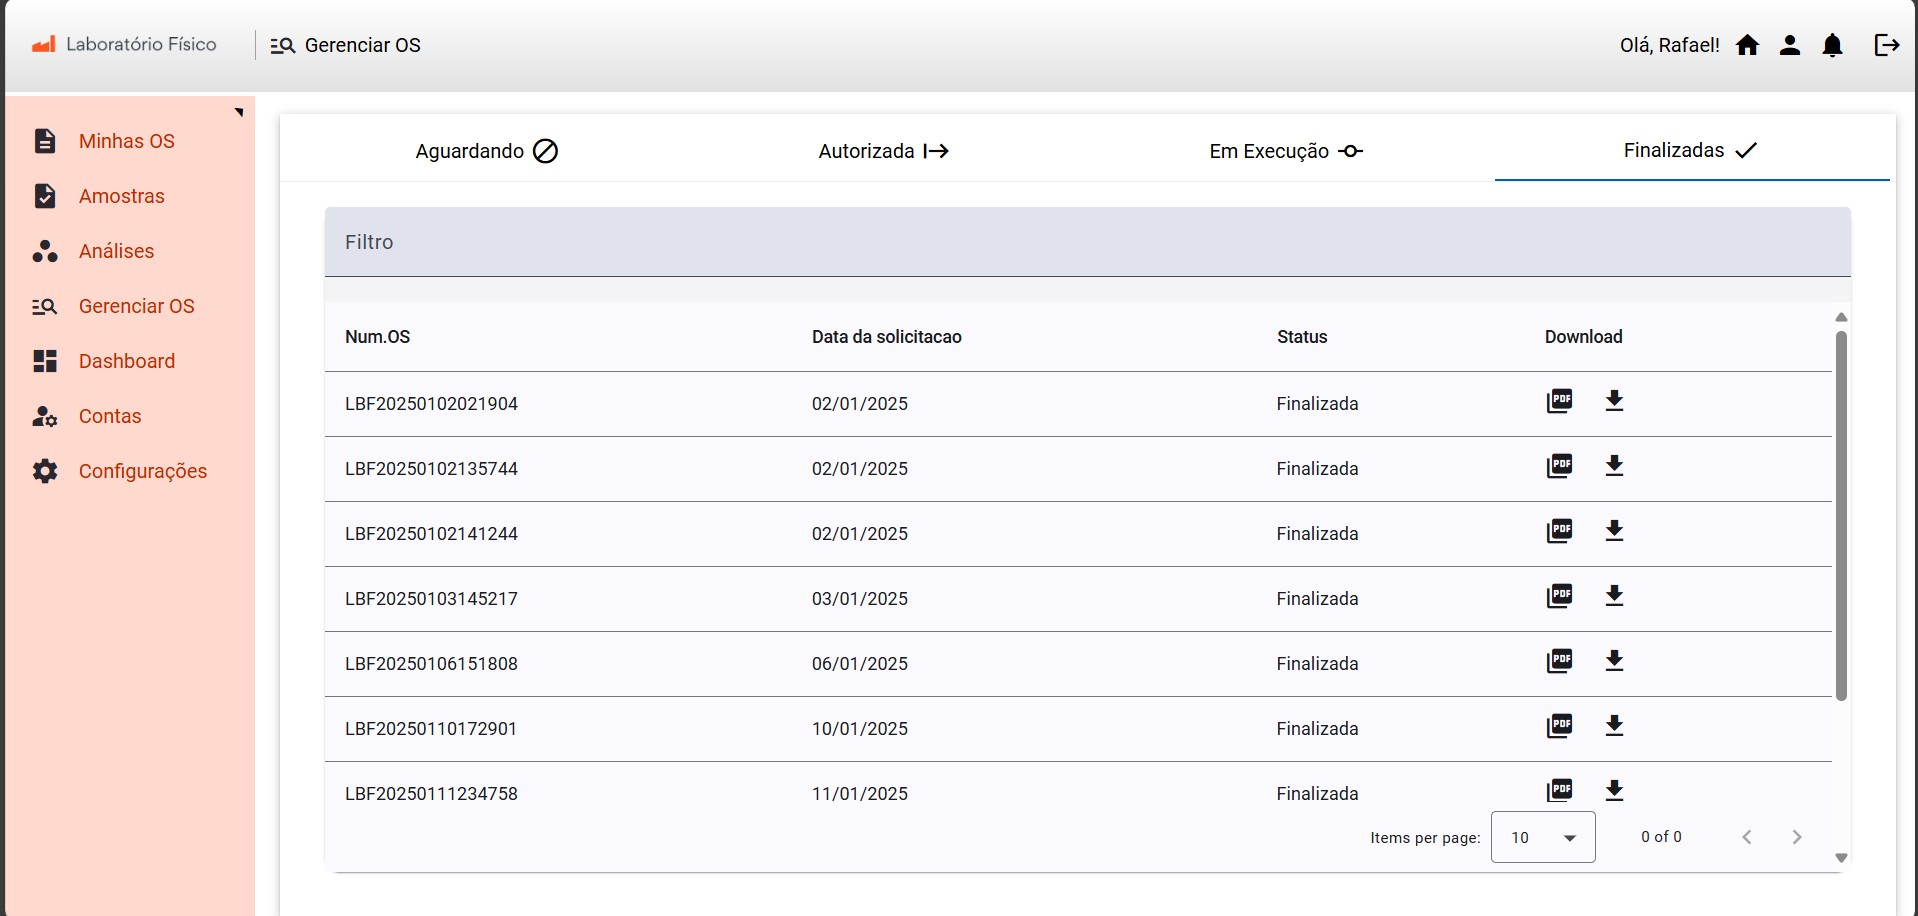 Laboratório Físico
Gerenciar OS
Olá, Rafael!
Minhas OS
Amostras
Análises
Gerenciar OS
Dashboard
Contas
Configurações
Aguardando
Autorizada
Em Execução
Finalizadas
Filtro
Num.OS Data da solicitacao Status Download
LBF20250102021904 02/01/2025 Finalizada PDF
LBF20250102135744 02/01/2025 Finalizada PDF
LBF20250102141244 02/01/2025 Finalizada PDF
LBF20250103145217 03/01/2025 Finalizada PDF
LBF20250106151808 06/01/2025 Finalizada PDF
LBF20250110172901 10/01/2025 Finalizada PDF
LBF20250111234758 11/01/2025 Finalizada PDF
Items per page: 10 0 of 0